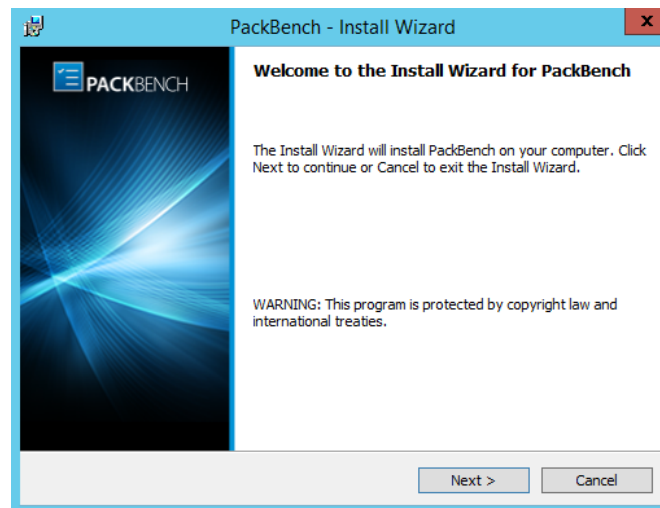 PackBench - Install Wizard
x
PACKBENCH
Welcome to the Install Wizard for PackBench
The Install Wizard will install PackBench on your computer. Click
Next to continue or Cancel to exit the Install Wizard.
WARNING: This program is protected by copyright law and
international treaties.
Next >
Cancel